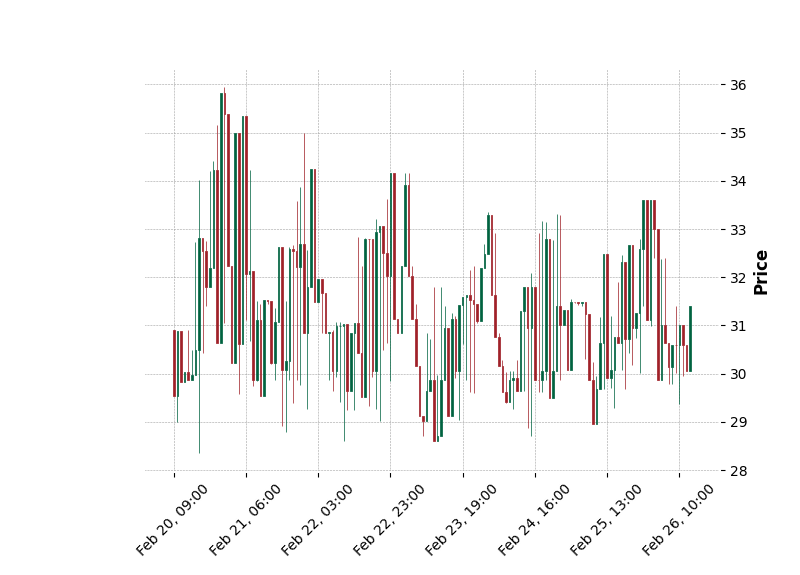 36
35
34
33
32
31
30
29
28
Price
Feb 20, 09:00
Feb 21, 06:00
Feb 22, 03:00
Feb 22, 23:00
Feb 23, 19:00
Feb 24, 16:00
Feb 25, 13:00
Feb 26, 10:00